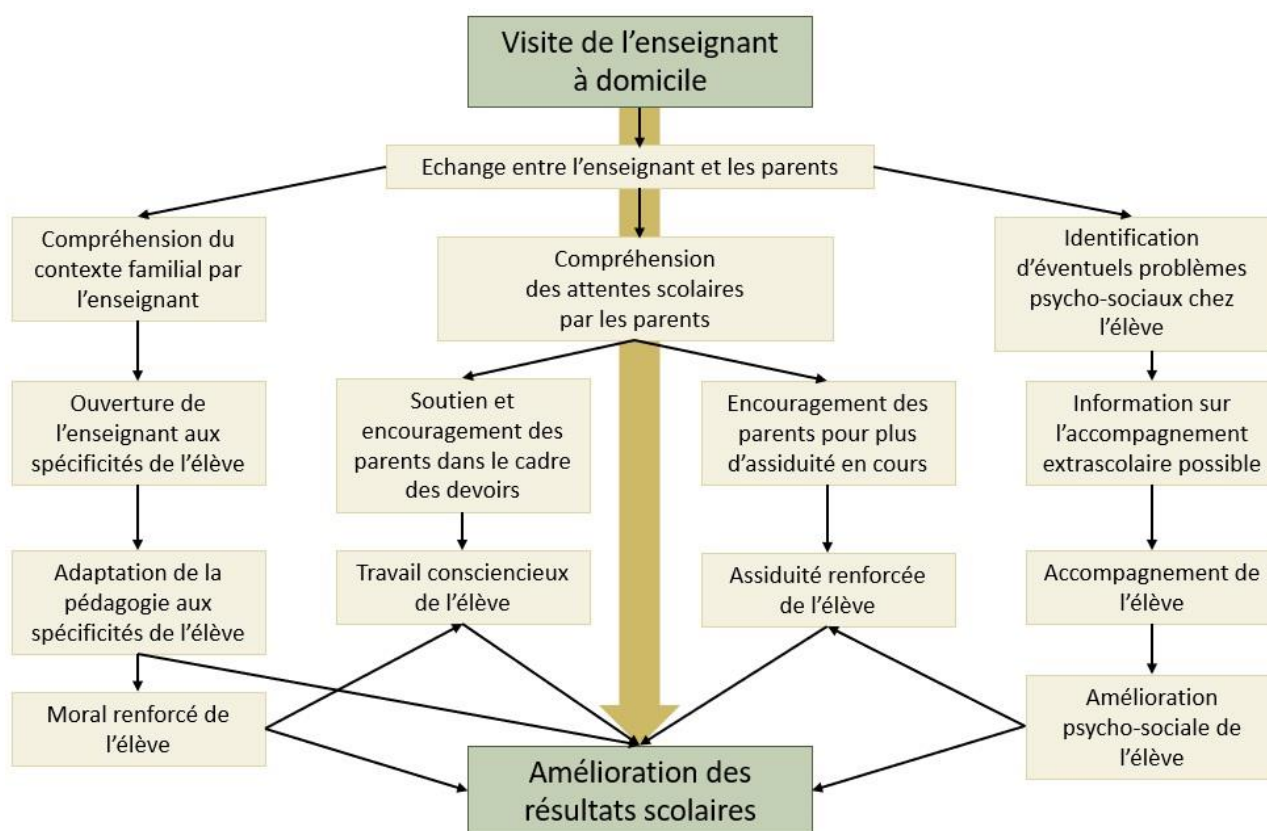 Visite de l'enseignant
à domicile
Echange entre l'enseignant et les parents
Compréhension du
contexte familial par
l'enseignant
Compréhension
des attentes scolaires
par les parents
Identification
d'éventuels problèmes
psycho-sociaux chez
l'élève
Ouverture de
l'enseignant aux
spécificités de l'élève
Soutien et
encouragement des
parents dans le cadre
des devoirs
Encouragement des
parents pour plus
d'assiduité en cours
Information sur
l'accompagnement
extrascolaire possible
Adaptation de la
pédagogie aux
spécificités de l'élève
Travail consciencieux
de l'élève
Assiduité renforcée
de l'élève
Accompagnement de
l'élève
Moral renforcé de
l'élève
Amélioration
psycho-sociale de
l'élève
Amélioration des
résultats scolaires